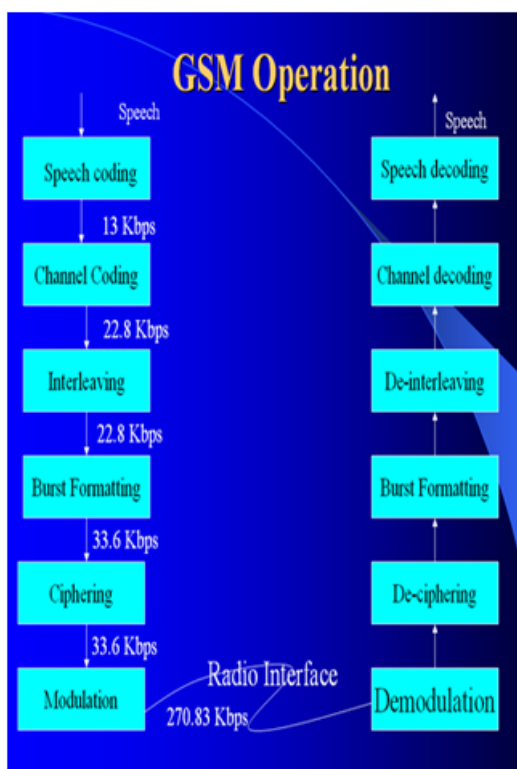 GSM Operation
Speech
Speech coding
13 Kbps
Channel Coding
22.8 Kbps
Interleaving
22.8 Kbps
Burst Formatting
33.6 Kbps
Ciphering
33.6 Kbps
Modulation
Radio Interface
270.83 Kbps
Speech
Speech decoding
Channel decoding
De-interleaving
Burst Formatting
De-ciphering
Demodulation